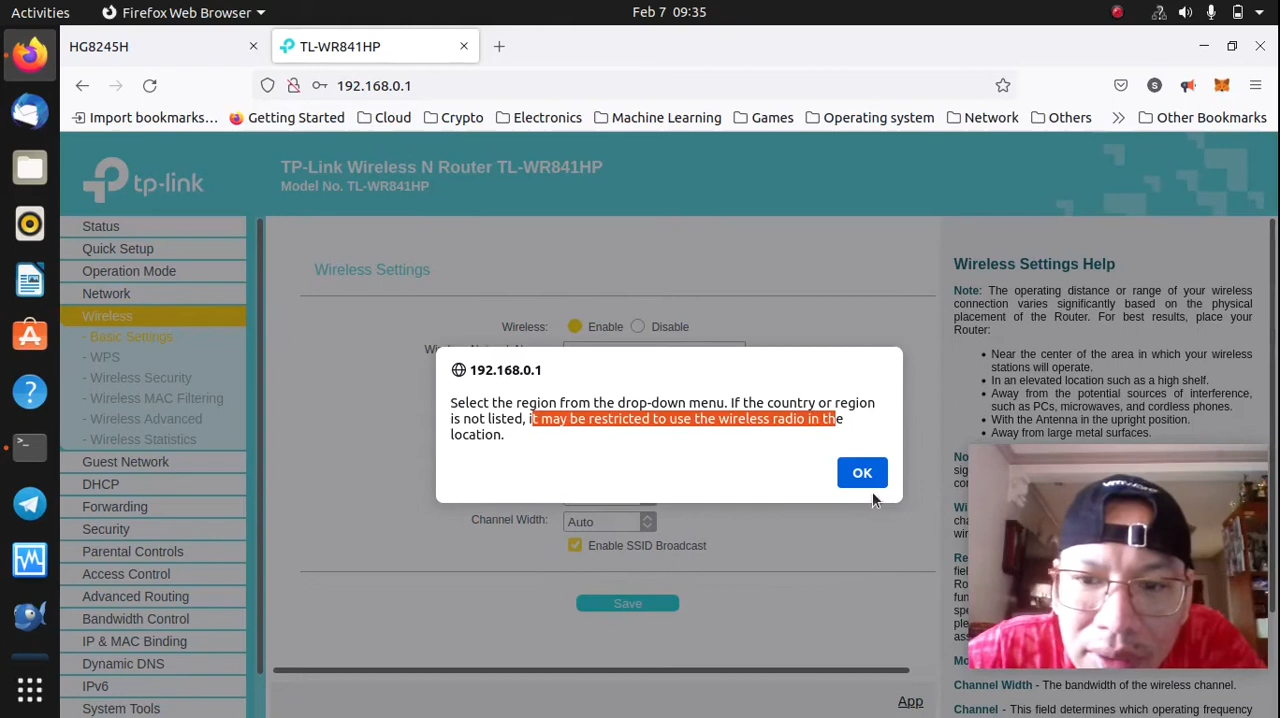 Activities
Firefox Web Browser
Feb 7 09:35
HG8245H
TL-WR841HP
192.168.0.1
Import bookmarks…
Getting Started
Cloud
Crypto
Electronics
Machine Learning
Games
Operating system
Network
Others
Other Bookmarks
tp-link
TP-Link Wireless N Router TL-WR841HP
Model No. TL-WR841HP
Status
Quick Setup
Operation Mode
Network
Wireless
- Basic Settings
- WPS
- Wireless Security
- Wireless MAC Filtering
- Wireless Advanced
- Wireless Statistics
Guest Network
DHCP
Forwarding
Security
Parental Controls
Access Control
Advanced Routing
Bandwidth Control
IP & MAC Binding
Dynamic DNS
IPv6
System Tools
Wireless Settings
Wireless:
Enable
Disable
192.168.0.1
Select the region from the drop-down menu. If the country or region
is not listed, it may be restricted to use the wireless radio in the
location.
OK
Channel Width:
Auto
Enable SSID Broadcast
Save
App
Wireless Settings Help
Note: The operating distance or range of your wireless
connection varies significantly based on the physical
placement of the Router. For best results, place your
Router:
Near the center of the area in which your wireless
stations will operate.
In an elevated location such as a high shelf.
Away from the potential sources of interference,
such as PCs, microwaves, and cordless phones.
With the Antenna in the upright position.
Away from large metal surfaces.
Channel Width - The bandwidth of the wireless channel.
Channel - This field determines which operating frequency